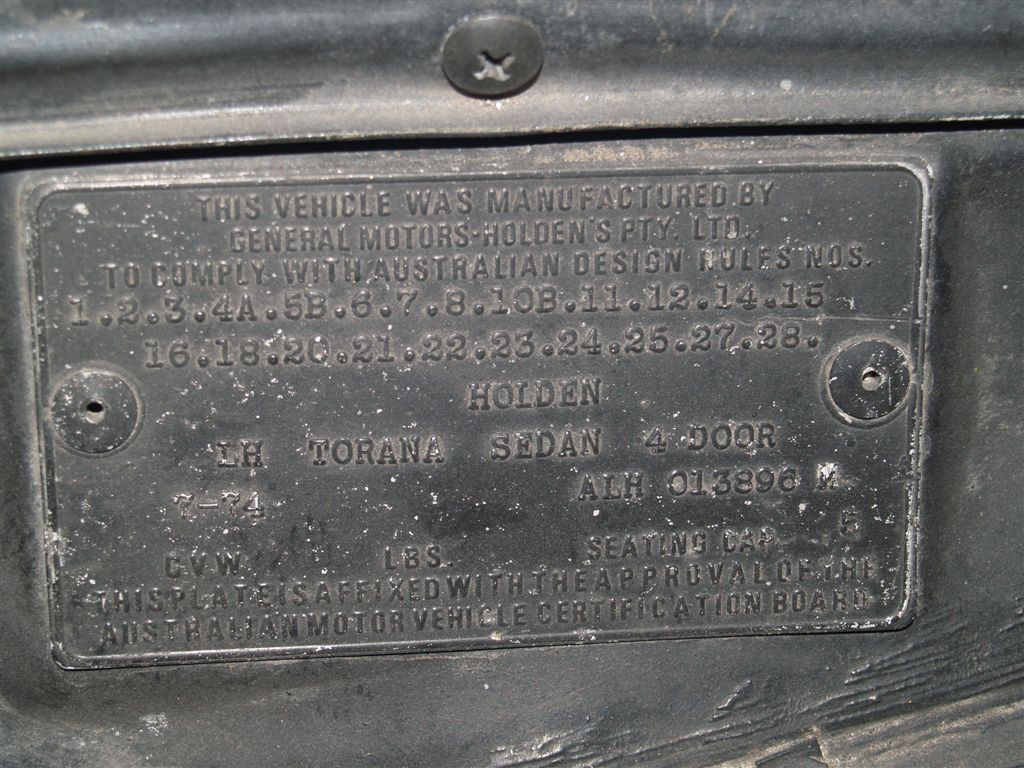 THIS VEHICLE WAS MANUFACTURED BY
GENERAL MOTORS-HOLDEN'S PTY. LTD.
TO COMPLY WITH AUSTRALIAN DESIGN RULES NOS.
1.2.3.4A.5B.6.7.8.10B.11.12.14.15
16.18.20.21.22.23.24.25.27.28.
HOLDEN
LH TORANA SEDAN 4 DOOR
7-74 ALH 013896 M
G.V.W. LBS. SEATING CAP. 5
THIS PLATE IS AFFIXED WITH THE APPROVAL OF THE
AUSTRALIAN MOTOR VEHICLE CERTIFICATION BOARD